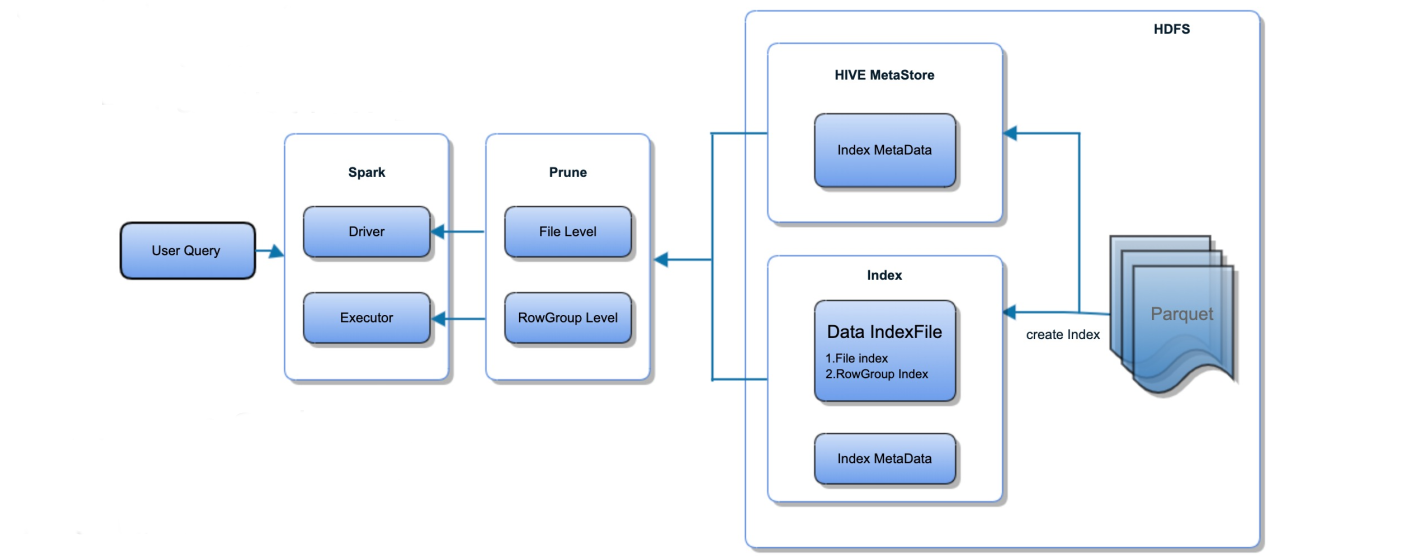 HDFS
HIVE MetaStore
Index MetaData
Spark
Prune
Driver
File Level
User Query
Executor
RowGroup Level
Index
Data IndexFile
1.File index
2.RowGroup Index
Index MetaData
create Index
Parquet